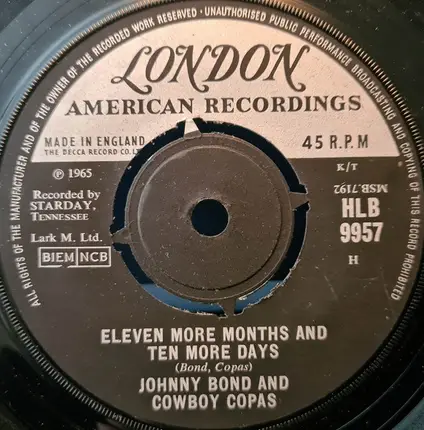 ALL RIGHTS OF THE MANUFACTURER AND OF THE OWNER OF THE RECORDED WORK RESERVED · UNAUTHORISED PUBLIC PERFORMANCE BROADCASTING AND COPYING OF THIS RECORD PROHIBITED
LONDON
AMERICAN RECORDINGS
MADE IN ENGLAND
THE DECCA RECORD CO. LTD
45 R.P.M
K/T
℗ 1965
MSB.7192
Recorded by
STARDAY,
TENNESSEE
HLB
9957
Lark M. Ltd.
BIEM NCB
H
ELEVEN MORE MONTHS AND
TEN MORE DAYS
(Bond, Copas)
JOHNNY BOND AND
COWBOY COPAS